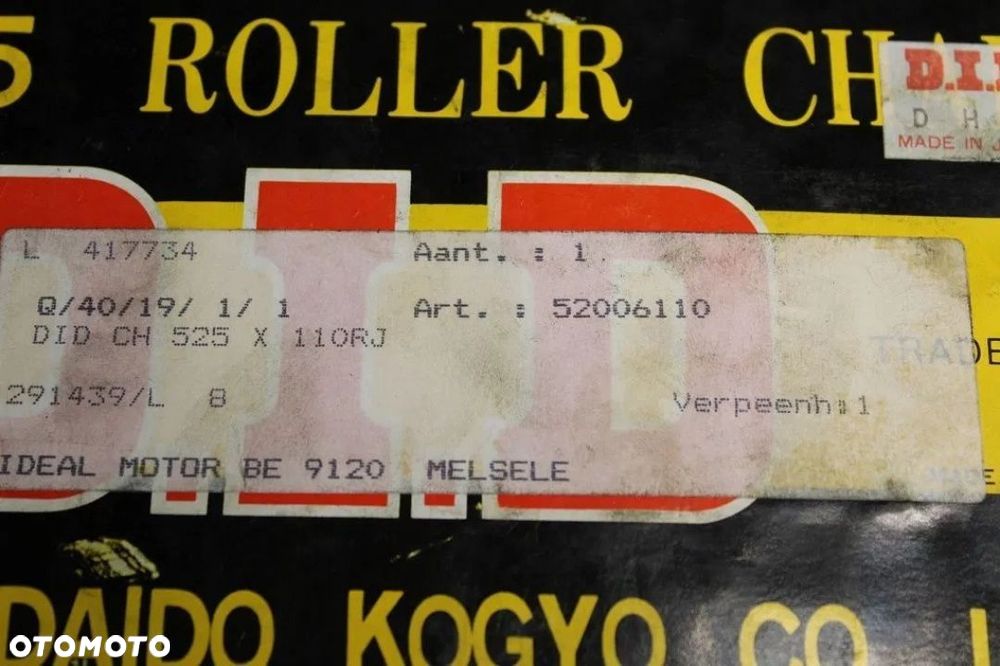 5 ROLLER CHA
D.I.
D H
MADE IN J
D.I.D
L 417734 Aant. : 1
Q/40/19/ 1/ 1 Art. : 52006110
DID CH 525 X 110RJ
TRADE
291439/L 8 Verpeenh:1
IDEAL MOTOR BE 9120 MELSELE
MADE
DAIDO KOGYO CO., L
OTOMOTO